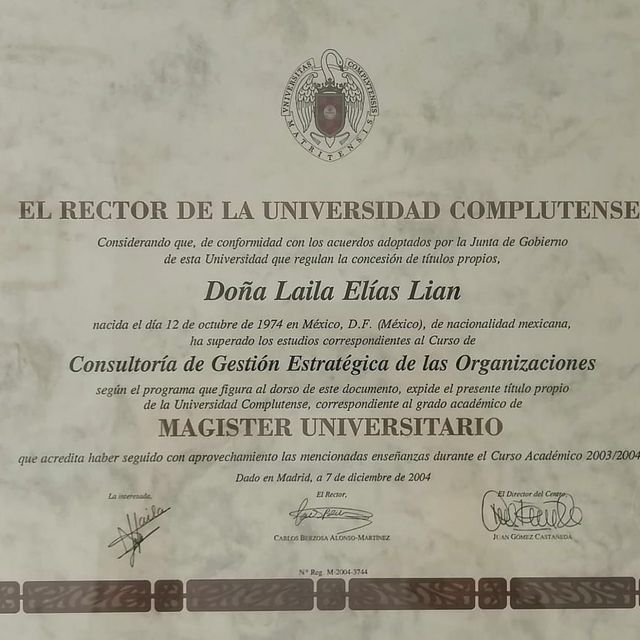 UNIVERSITAS COMPLUTENSIS
MATRITENSIS
EL RECTOR DE LA UNIVERSIDAD COMPLUTENSE
Considerando que, de conformidad con los acuerdos adoptados por la Junta de Gobierno
de esta Universidad que regulan la concesión de títulos propios,
Doña Laila Elías Lian
nacida el día 12 de octubre de 1974 en México, D.F. (México), de nacionalidad mexicana,
ha superado los estudios correspondientes al Curso de
Consultoría de Gestión Estratégica de las Organizaciones
según el programa que figura al dorso de este documento, expide el presente título propio
de la Universidad Complutense, correspondiente al grado académico de
MAGISTER UNIVERSITARIO
que acredita haber seguido con aprovechamiento las mencionadas enseñanzas durante el Curso Académico 2003/2004
Dado en Madrid, a 7 de diciembre de 2004
La interesada, El Rector, El Director del Centro,
Laila
CARLOS BERZOSA ALONSO-MARTÍNEZ JUAN GÓMEZ CASTAÑEDA
Nº Reg. M-2004-3744